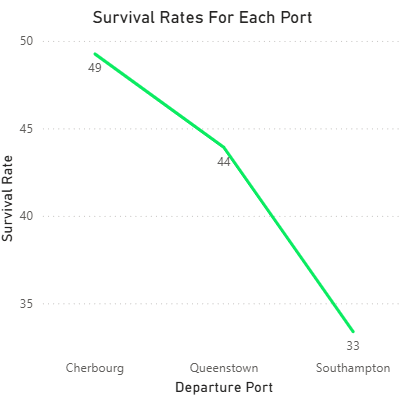 Survival Rates For Each Port
50
45
40
35
Survival Rate
49
44
33
Cherbourg Queenstown Southampton
Departure Port